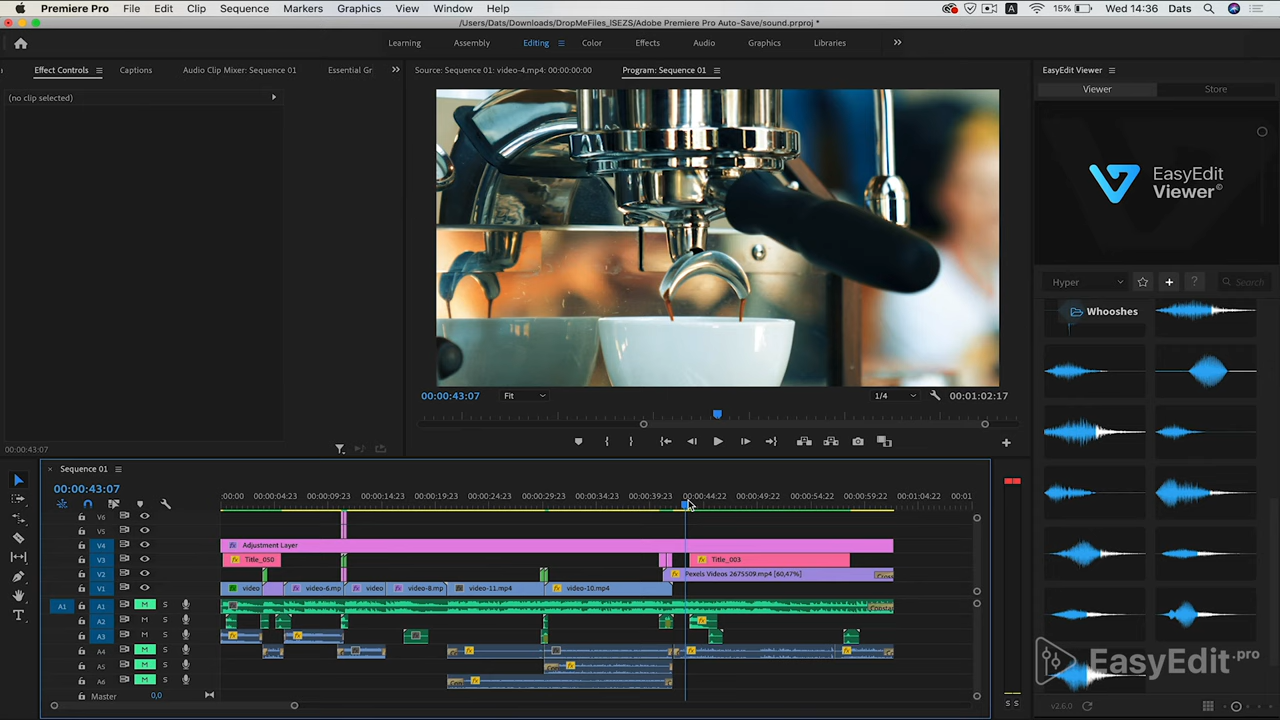 Premiere Pro File Edit Clip Sequence Markers Graphics View Window Help 15% Wed 14:36 Dats
/Users/Dats/Downloads/DropMeFiles_lSEZS/Adobe Premiere Pro Auto-Save/sound.prproj *
Learning Assembly Editing Color Effects Audio Graphics Libraries
Effect Controls Captions Audio Clip Mixer: Sequence 01 Essential Gr
Source: Sequence 01: video-4.mp4: 00:00:00:00 Program: Sequence 01
EasyEdit Viewer
(no clip selected)
Viewer Store
EasyEdit
Viewer©
Hyper ? Search
Whooshes
00:00:43:07 Fit 1/4 00:01:02:17
00:00:43:07
Sequence 01
00:00:43:07
:00:00 00:00:04:23 00:00:09:23 00:00:14:23 00:00:19:23 00:00:24:23 00:00:29:23 00:00:34:23 00:00:39:23 00:00:44:22 00:00:49:22 00:00:54:22 00:00:59:22 00:01:04:22 00:01
V6
V5
V4 Adjustment Layer
V3 Title_050 Title_003
V2 Pexels Videos 2675509.mp4 [60,47%]
V1 video video-6.mp video video-8.mp video-11.mp4 video-10.mp4
A1 A1 M S
A2 M S
A3 M S
A4 M S
A5 M S
M S
Master 0,0
S S
EasyEdit.pro
v2.6.0